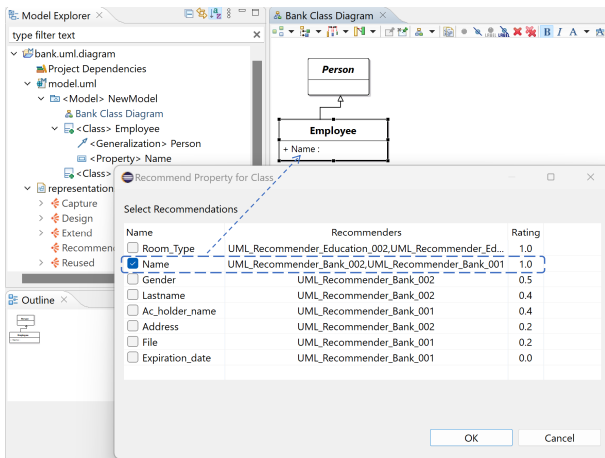 Model Explorer
type filter text
bank.uml.diagram
Project Dependencies
model.uml
<Model> NewModel
Bank Class Diagram
<Class> Employee
<Generalization> Person
<Property> Name
<Class>
representation
Capture
Design
Extend
Recommen
Reused
Outline
Bank Class Diagram
B I A
Person
Employee
+ Name :
Recommend Property for Class
Select Recommendations
Name Recommenders Rating
Room_Type UML_Recommender_Education_002,UML_Recommender_Ed... 1.0
Name UML_Recommender_Bank_002,UML_Recommender_Bank_001 1.0
Gender UML_Recommender_Bank_002 0.5
Lastname UML_Recommender_Bank_002 0.4
Ac_holder_name UML_Recommender_Bank_001 0.4
Address UML_Recommender_Bank_002 0.2
File UML_Recommender_Bank_001 0.2
Expiration_date UML_Recommender_Bank_001 0.0
OK Cancel